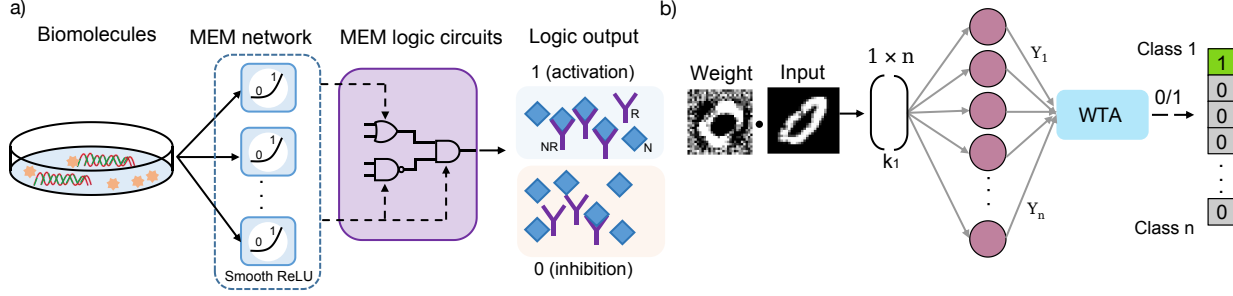 a)
Biomolecules
MEM network
0 1
0 1
0 1
Smooth ReLU
MEM logic circuits
Logic output
1 (activation)
R
NR
N
0 (inhibition)
b)
Weight
Input
1 × n
k1
Y1
Yn
WTA
0/1
Class 1
1
0
0
0
0
Class n